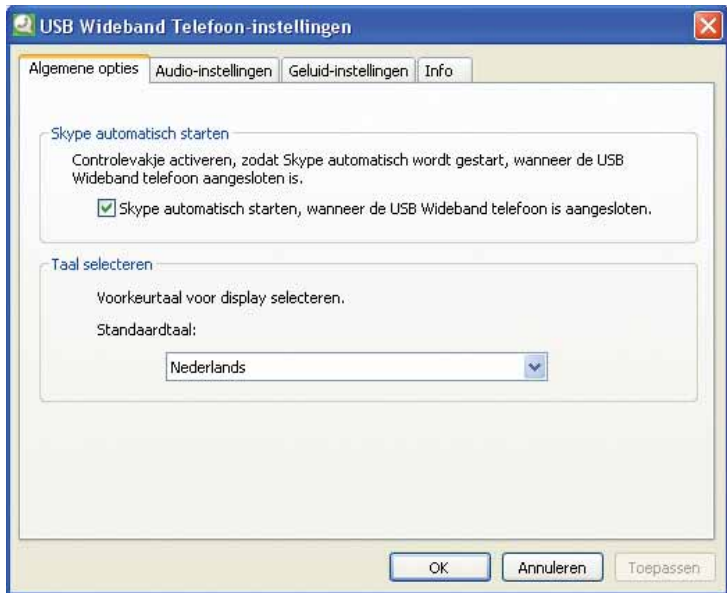 USB Wideband Telefoon-instellingen
Algemene opties Audio-instellingen Geluid-instellingen Info
Skype automatisch starten
Controlevakje activeren, zodat Skype automatisch wordt gestart, wanneer de USB
Wideband telefoon aangesloten is.
Skype automatisch starten, wanneer de USB Wideband telefoon is aangesloten.
Taal selecteren
Voorkeurtaal voor display selecteren.
Standaardtaal:
Nederlands
OK Annuleren Toepassen